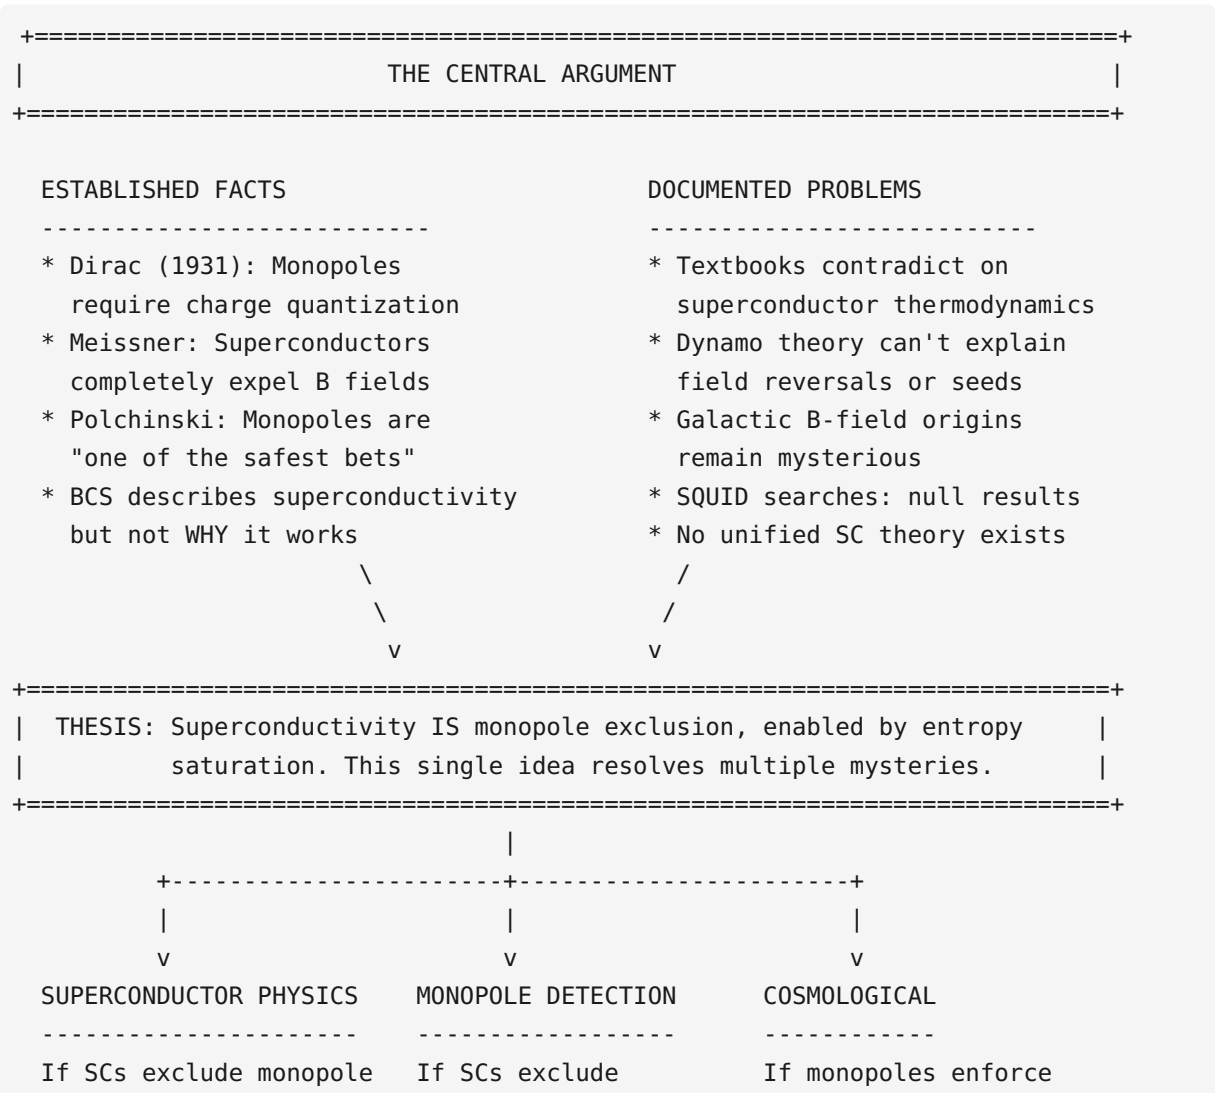 +===========================================================================+
| THE CENTRAL ARGUMENT |
+===========================================================================+
ESTABLISHED FACTS DOCUMENTED PROBLEMS
--------------------------- ---------------------------
* Dirac (1931): Monopoles * Textbooks contradict on
require charge quantization superconductor thermodynamics
* Meissner: Superconductors * Dynamo theory can't explain
completely expel B fields field reversals or seeds
* Polchinski: Monopoles are * Galactic B-field origins
"one of the safest bets" remain mysterious
* BCS describes superconductivity * SQUID searches: null results
but not WHY it works * No unified SC theory exists
\ /
\ /
v v
+===========================================================================+
| THESIS: Superconductivity IS monopole exclusion, enabled by entropy |
| saturation. This single idea resolves multiple mysteries. |
+===========================================================================+
|
+-----------------------+-----------------------+
| | |
v v v
SUPERCONDUCTOR PHYSICS MONOPOLE DETECTION COSMOLOGICAL
---------------------- ------------------ ------------
If SCs exclude monopole If SCs exclude If monopoles enforce